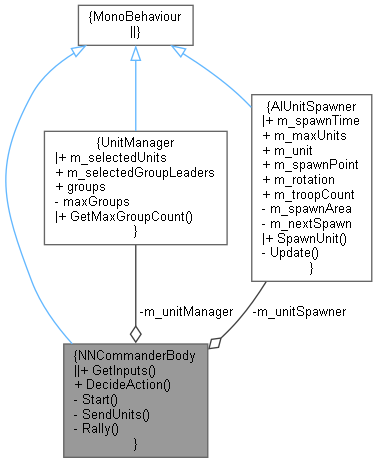 {MonoBehaviour
||}
{UnitManager
|+ m_selectedUnits
+ m_selectedGroupLeaders
+ groups
- maxGroups
|+ GetMaxGroupCount()
}
{AIUnitSpawner
|+ m_spawnTime
+ m_maxUnits
+ m_unit
+ m_spawnPoint
+ m_rotation
+ m_troopCount
- m_spawnArea
- m_nextSpawn
|+ SpawnUnit()
- Update()
}
-m_unitManager
-m_unitSpawner
{NNCommanderBody
||+ GetInputs()
+ DecideAction()
- Start()
- SendUnits()
- Rally()
}